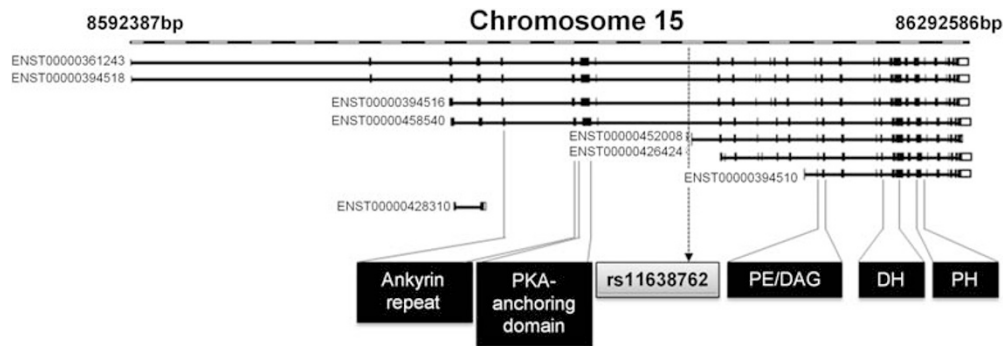 Chromosome 15
8592387bp
86292586bp
ENST00000361243
ENST00000394518
ENST00000394516
ENST00000458540
ENST00000452008
ENST00000426424
ENST00000394510
ENST00000428310
Ankyrin
repeat
PKA-
anchoring
domain
rs11638762
PE/DAG
DH
PH